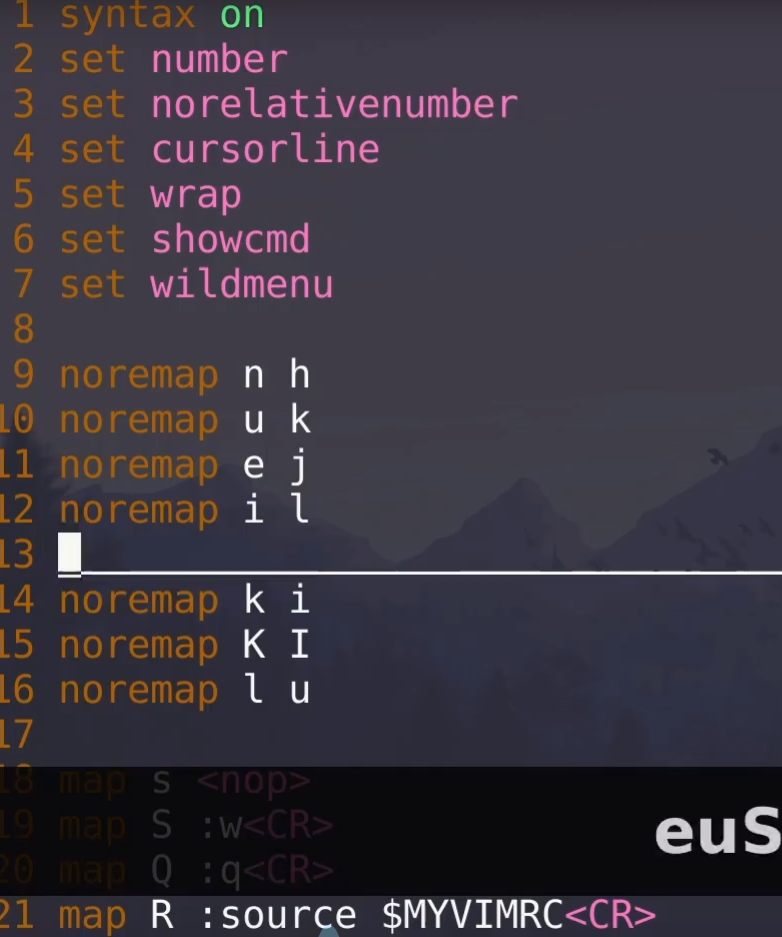 1 syntax on
2 set number
3 set norelativenumber
4 set cursorline
5 set wrap
6 set showcmd
7 set wildmenu
8
9 noremap n h
10 noremap u k
11 noremap e j
12 noremap i l
13
14 noremap k i
15 noremap K I
16 noremap l u
17
18 map s <nop>
19 map S :w<CR>
20 map Q :q<CR>
euS
21 map R :source $MYVIMRC<CR>